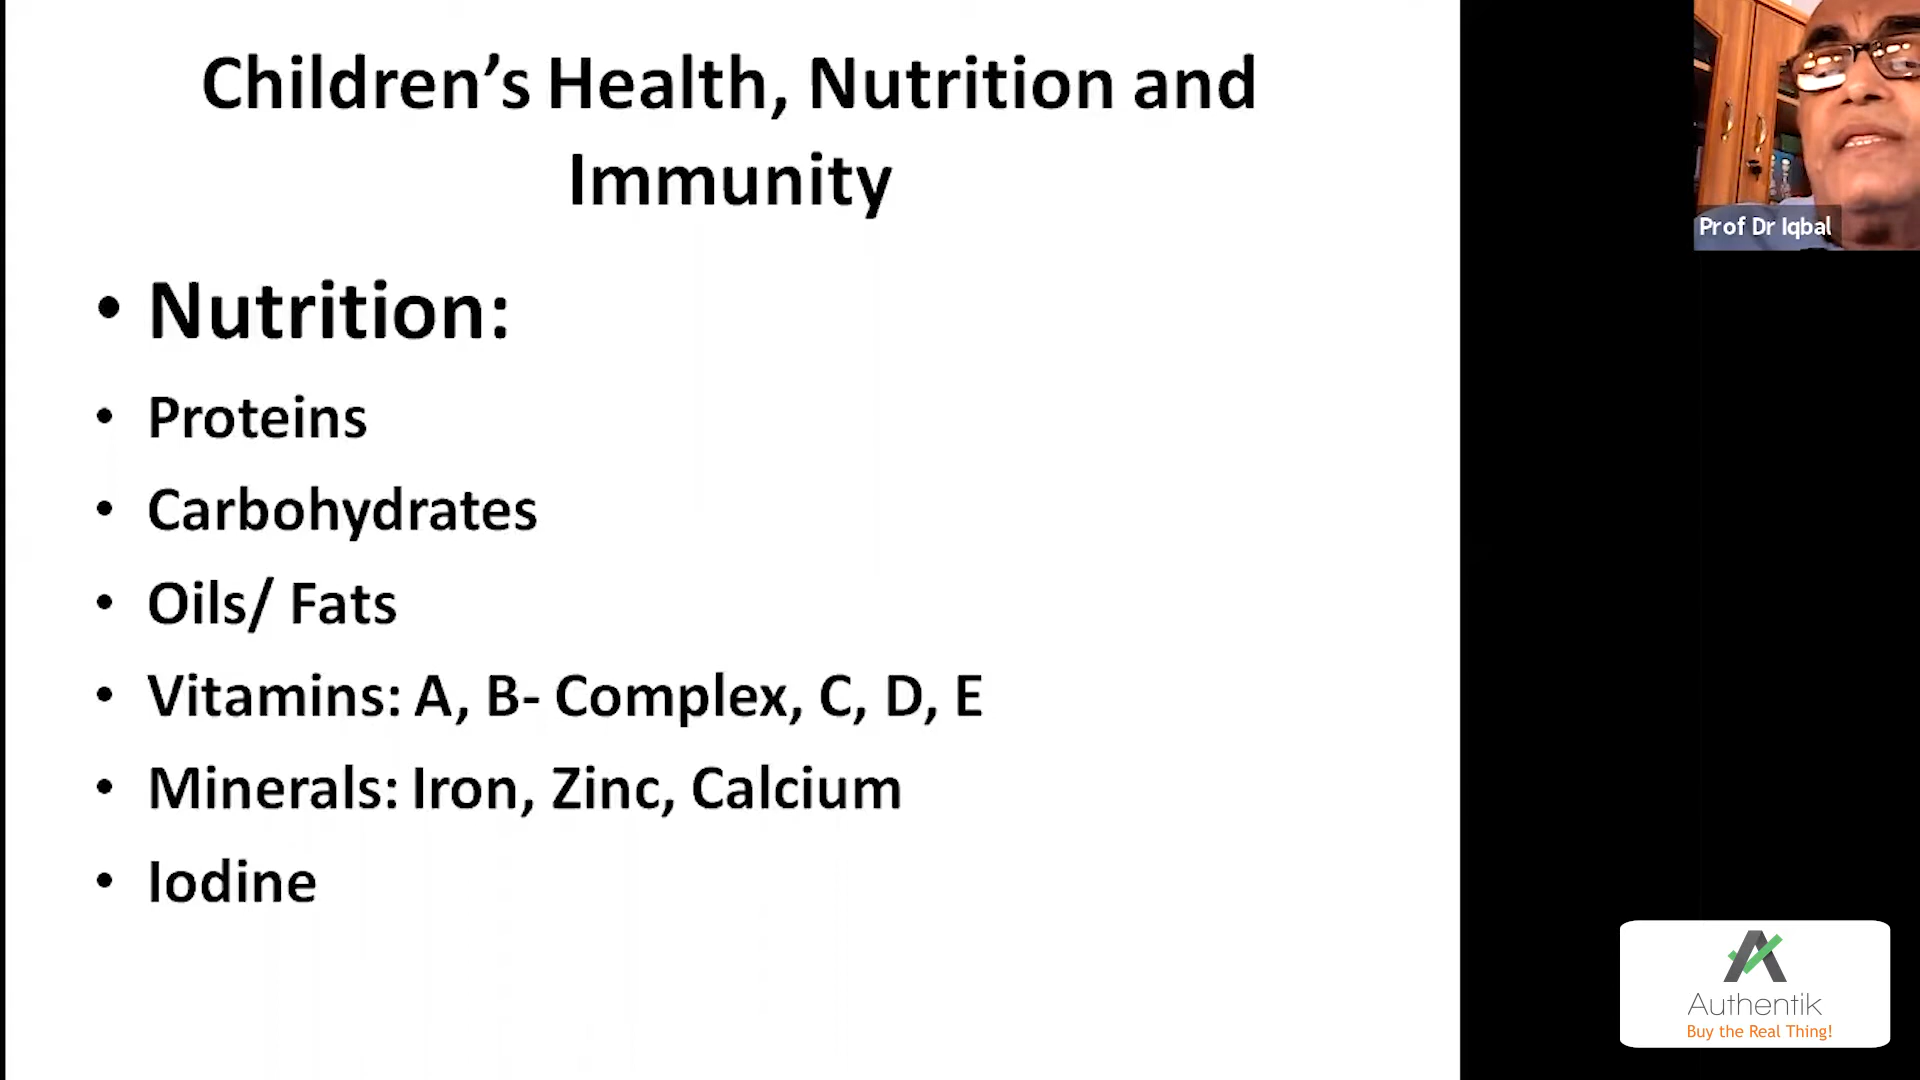 Children’s Health, Nutrition and
Immunity
• Nutrition:
• Proteins
• Carbohydrates
• Oils/ Fats
• Vitamins: A, B- Complex, C, D, E
• Minerals: Iron, Zinc, Calcium
• Iodine
Prof Dr Iqbal
Authentik
Buy the Real Thing!